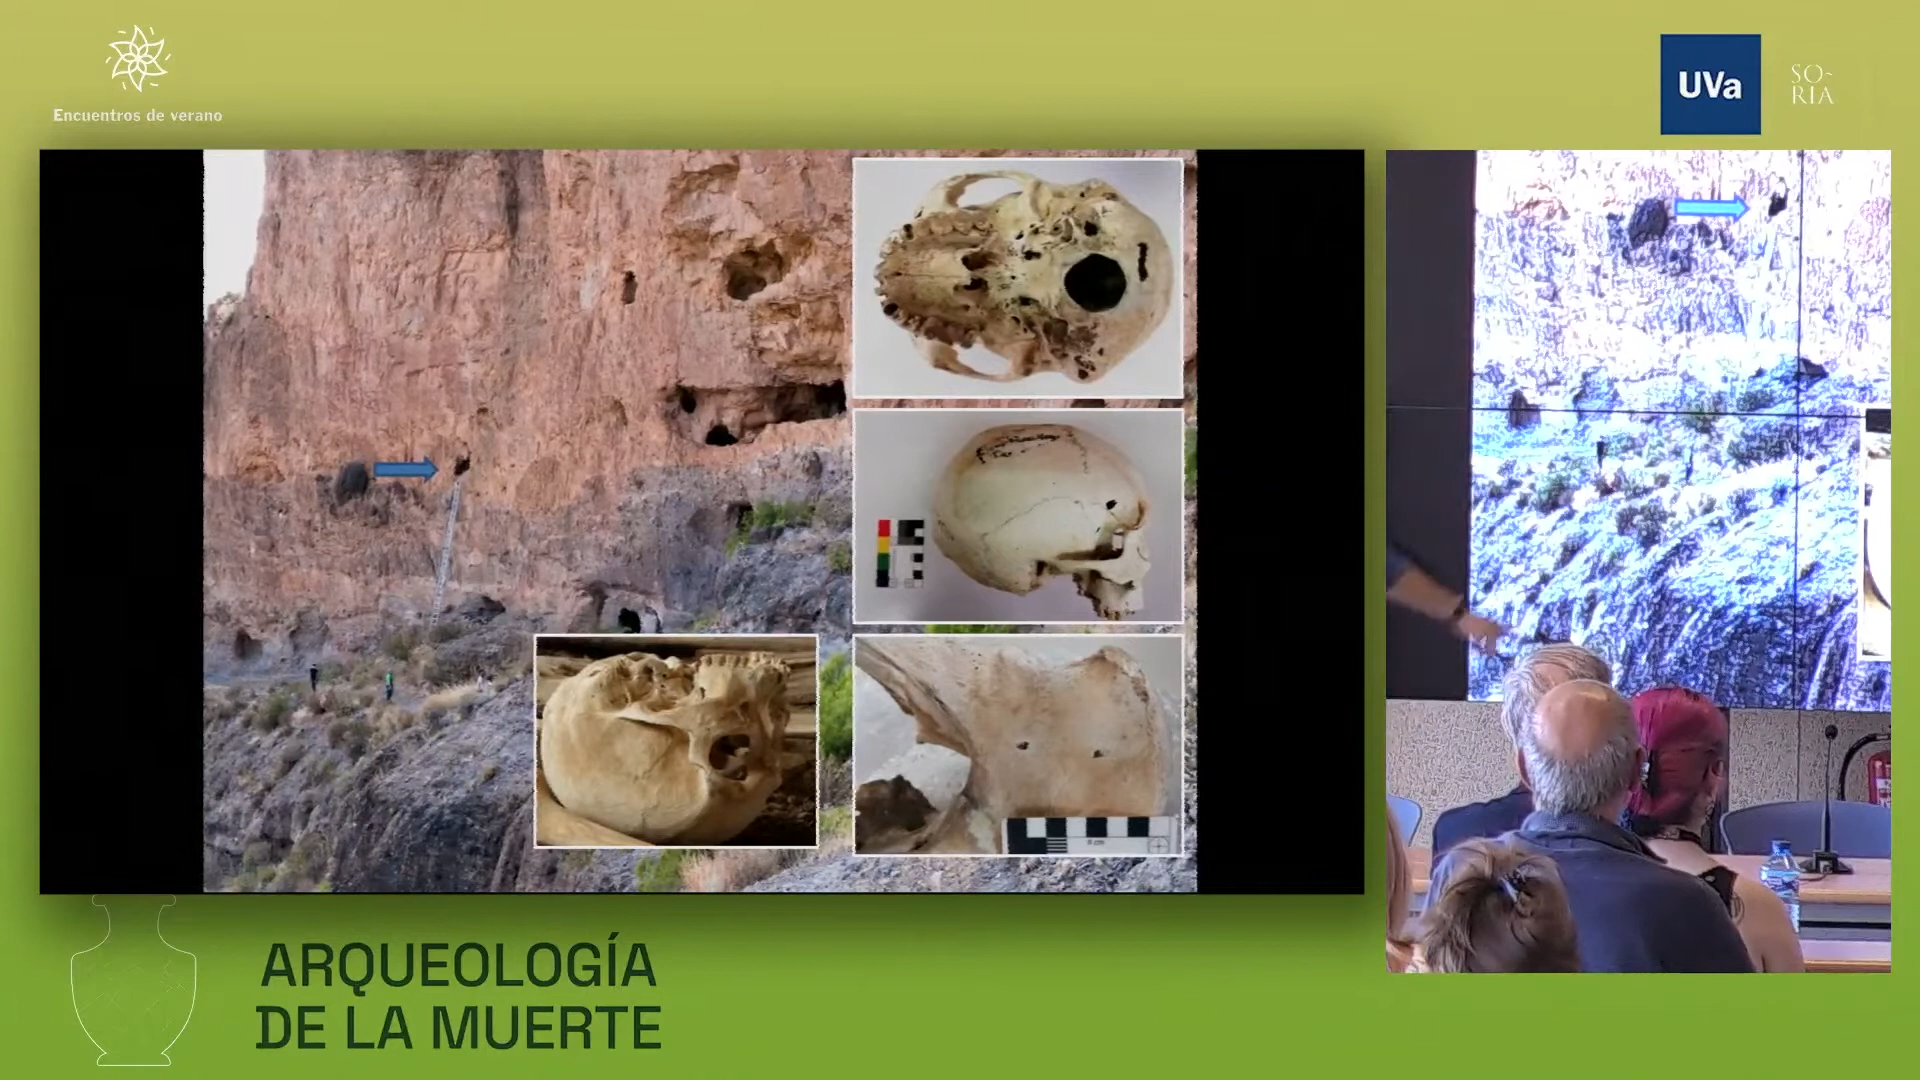 Encuentros de verano
UVa
SO-
RIA
ARQUEOLOGÍA
DE LA MUERTE